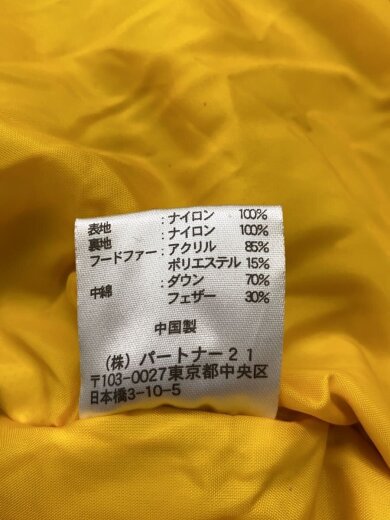 表地 :ナイロン 100%
裏地 :ナイロン 100%
フードファー:アクリル 85%
ポリエステル 15%
中綿 :ダウン 70%
フェザー 30%
中国製
(株)パートナー21
〒103-0027東京都中央区
日本橋3-10-5